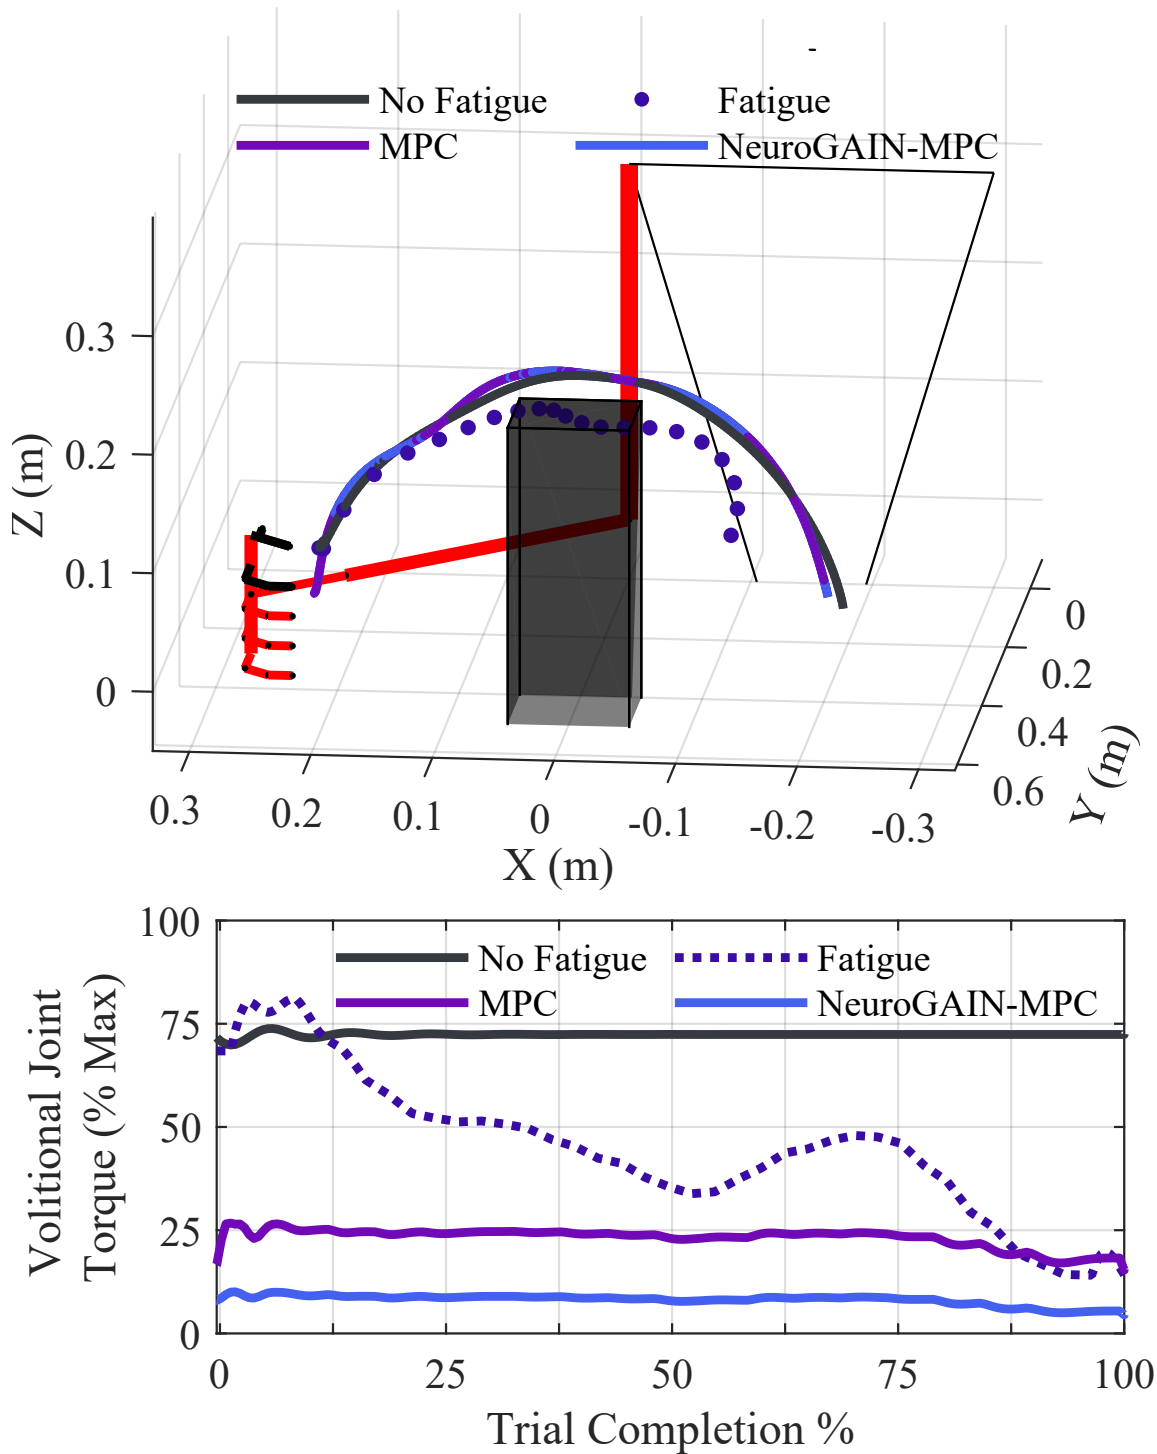 -
No Fatigue
Fatigue
MPC
NeuroGAIN-MPC
0.3
0.2
0.1
0
Z (m)
0.3
0.2
0.1
0
-0.1
-0.2
-0.3
X (m)
0
0.2
0.4
0.6
Y (m)
100
75
50
25
0
Volitional Joint
Torque (% Max)
No Fatigue
Fatigue
MPC
NeuroGAIN-MPC
0
25
50
75
100
Trial Completion %